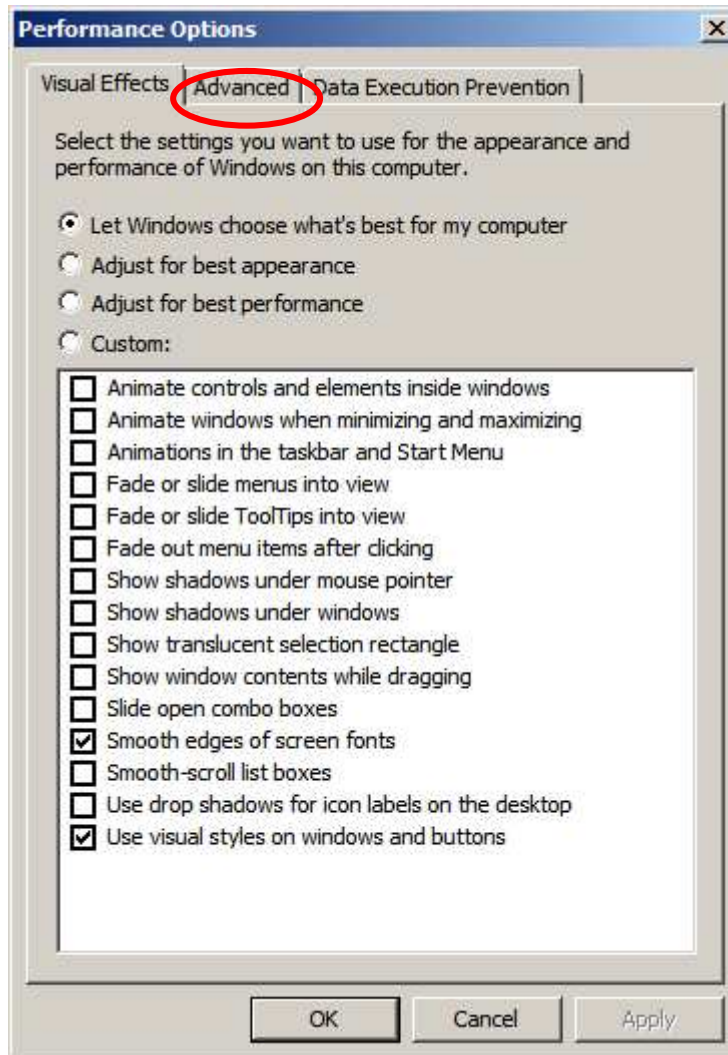 Performance Options
Visual Effects
Advanced
Data Execution Prevention
Select the settings you want to use for the appearance and
performance of Windows on this computer.
Let Windows choose what's best for my computer
Adjust for best appearance
Adjust for best performance
Custom:
Animate controls and elements inside windows
Animate windows when minimizing and maximizing
Animations in the taskbar and Start Menu
Fade or slide menus into view
Fade or slide ToolTips into view
Fade out menu items after clicking
Show shadows under mouse pointer
Show shadows under windows
Show translucent selection rectangle
Show window contents while dragging
Slide open combo boxes
Smooth edges of screen fonts
Smooth-scroll list boxes
Use drop shadows for icon labels on the desktop
Use visual styles on windows and buttons
OK
Cancel
Apply